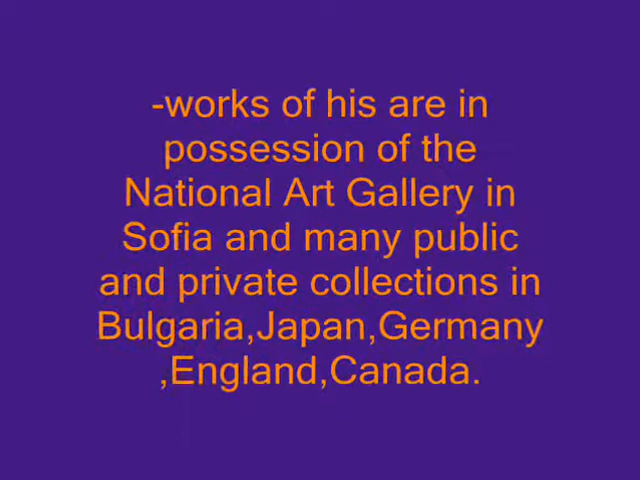 -works of his are in
possession of the
National Art Gallery in
Sofia and many public
and private collections in
Bulgaria,Japan,Germany
,England,Canada.